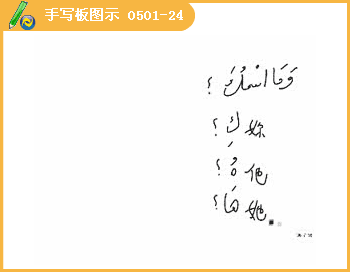 手写板图示 0501-24
وَمَا اسْمُكَ ؟
妳 كِ ؟
他 هُ ؟
她 هَا ؟